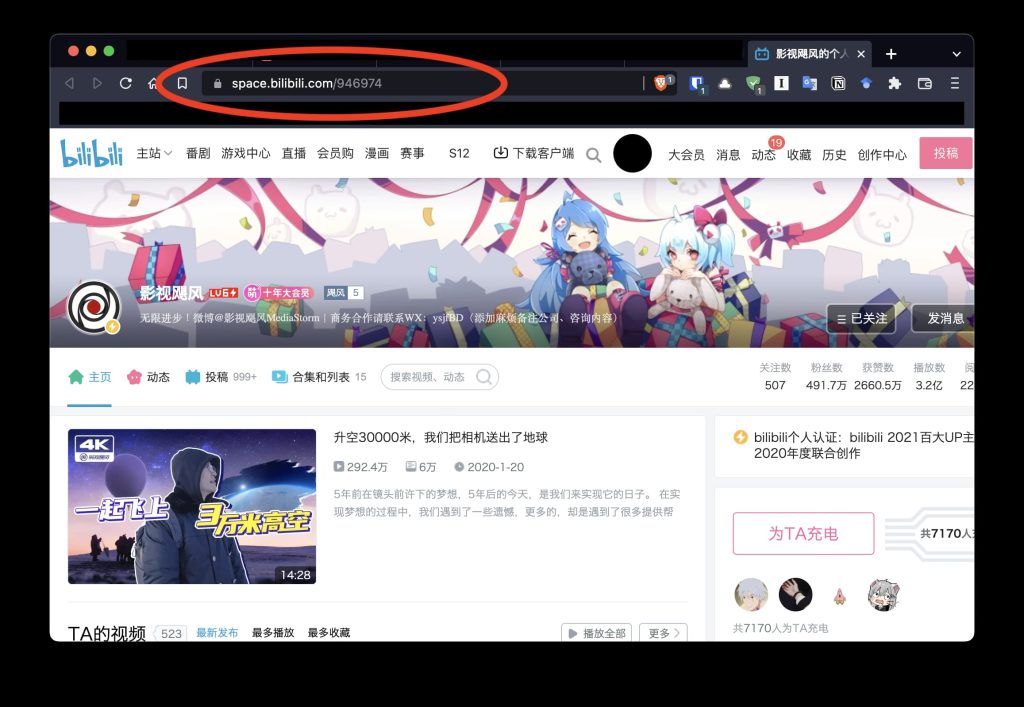 影视飓风的个人
space.bilibili.com/946974
1
1
1
bilibili 主站 番剧 游戏中心 直播 会员购 漫画 赛事 S12 下载客户端 大会员 消息 动态 19 收藏 历史 创作中心 投稿
影视飓风 LV6 十年大会员 飓风 5
无限进步！微博@影视飓风MediaStorm | 商务合作请联系WX：ysjfBD（添加麻烦备注公司、咨询内容）
已关注 发消息
主页 动态 投稿 999+ 合集和列表 15 搜索视频、动态
关注数 粉丝数 获赞数 播放数 阅
507 491.7万 2660.5万 3.2亿 22
4K
影视飓风
一起飞上
3万米高空
14:28
升空30000米，我们把相机送出了地球
292.4万 6万 2020-1-20
5年前在镜头前许下的梦想，5年后的今天，是我们来实现它的日子。 在实
现梦想的过程中，我们遇到了一些遗憾，更多的，却是遇到了很多提供帮
bilibili个人认证：bilibili 2021百大UP主
2020年度联合创作
为TA充电 共7170人
共7170人为TA充电
TA的视频 523 最新发布 最多播放 最多收藏 播放全部 更多